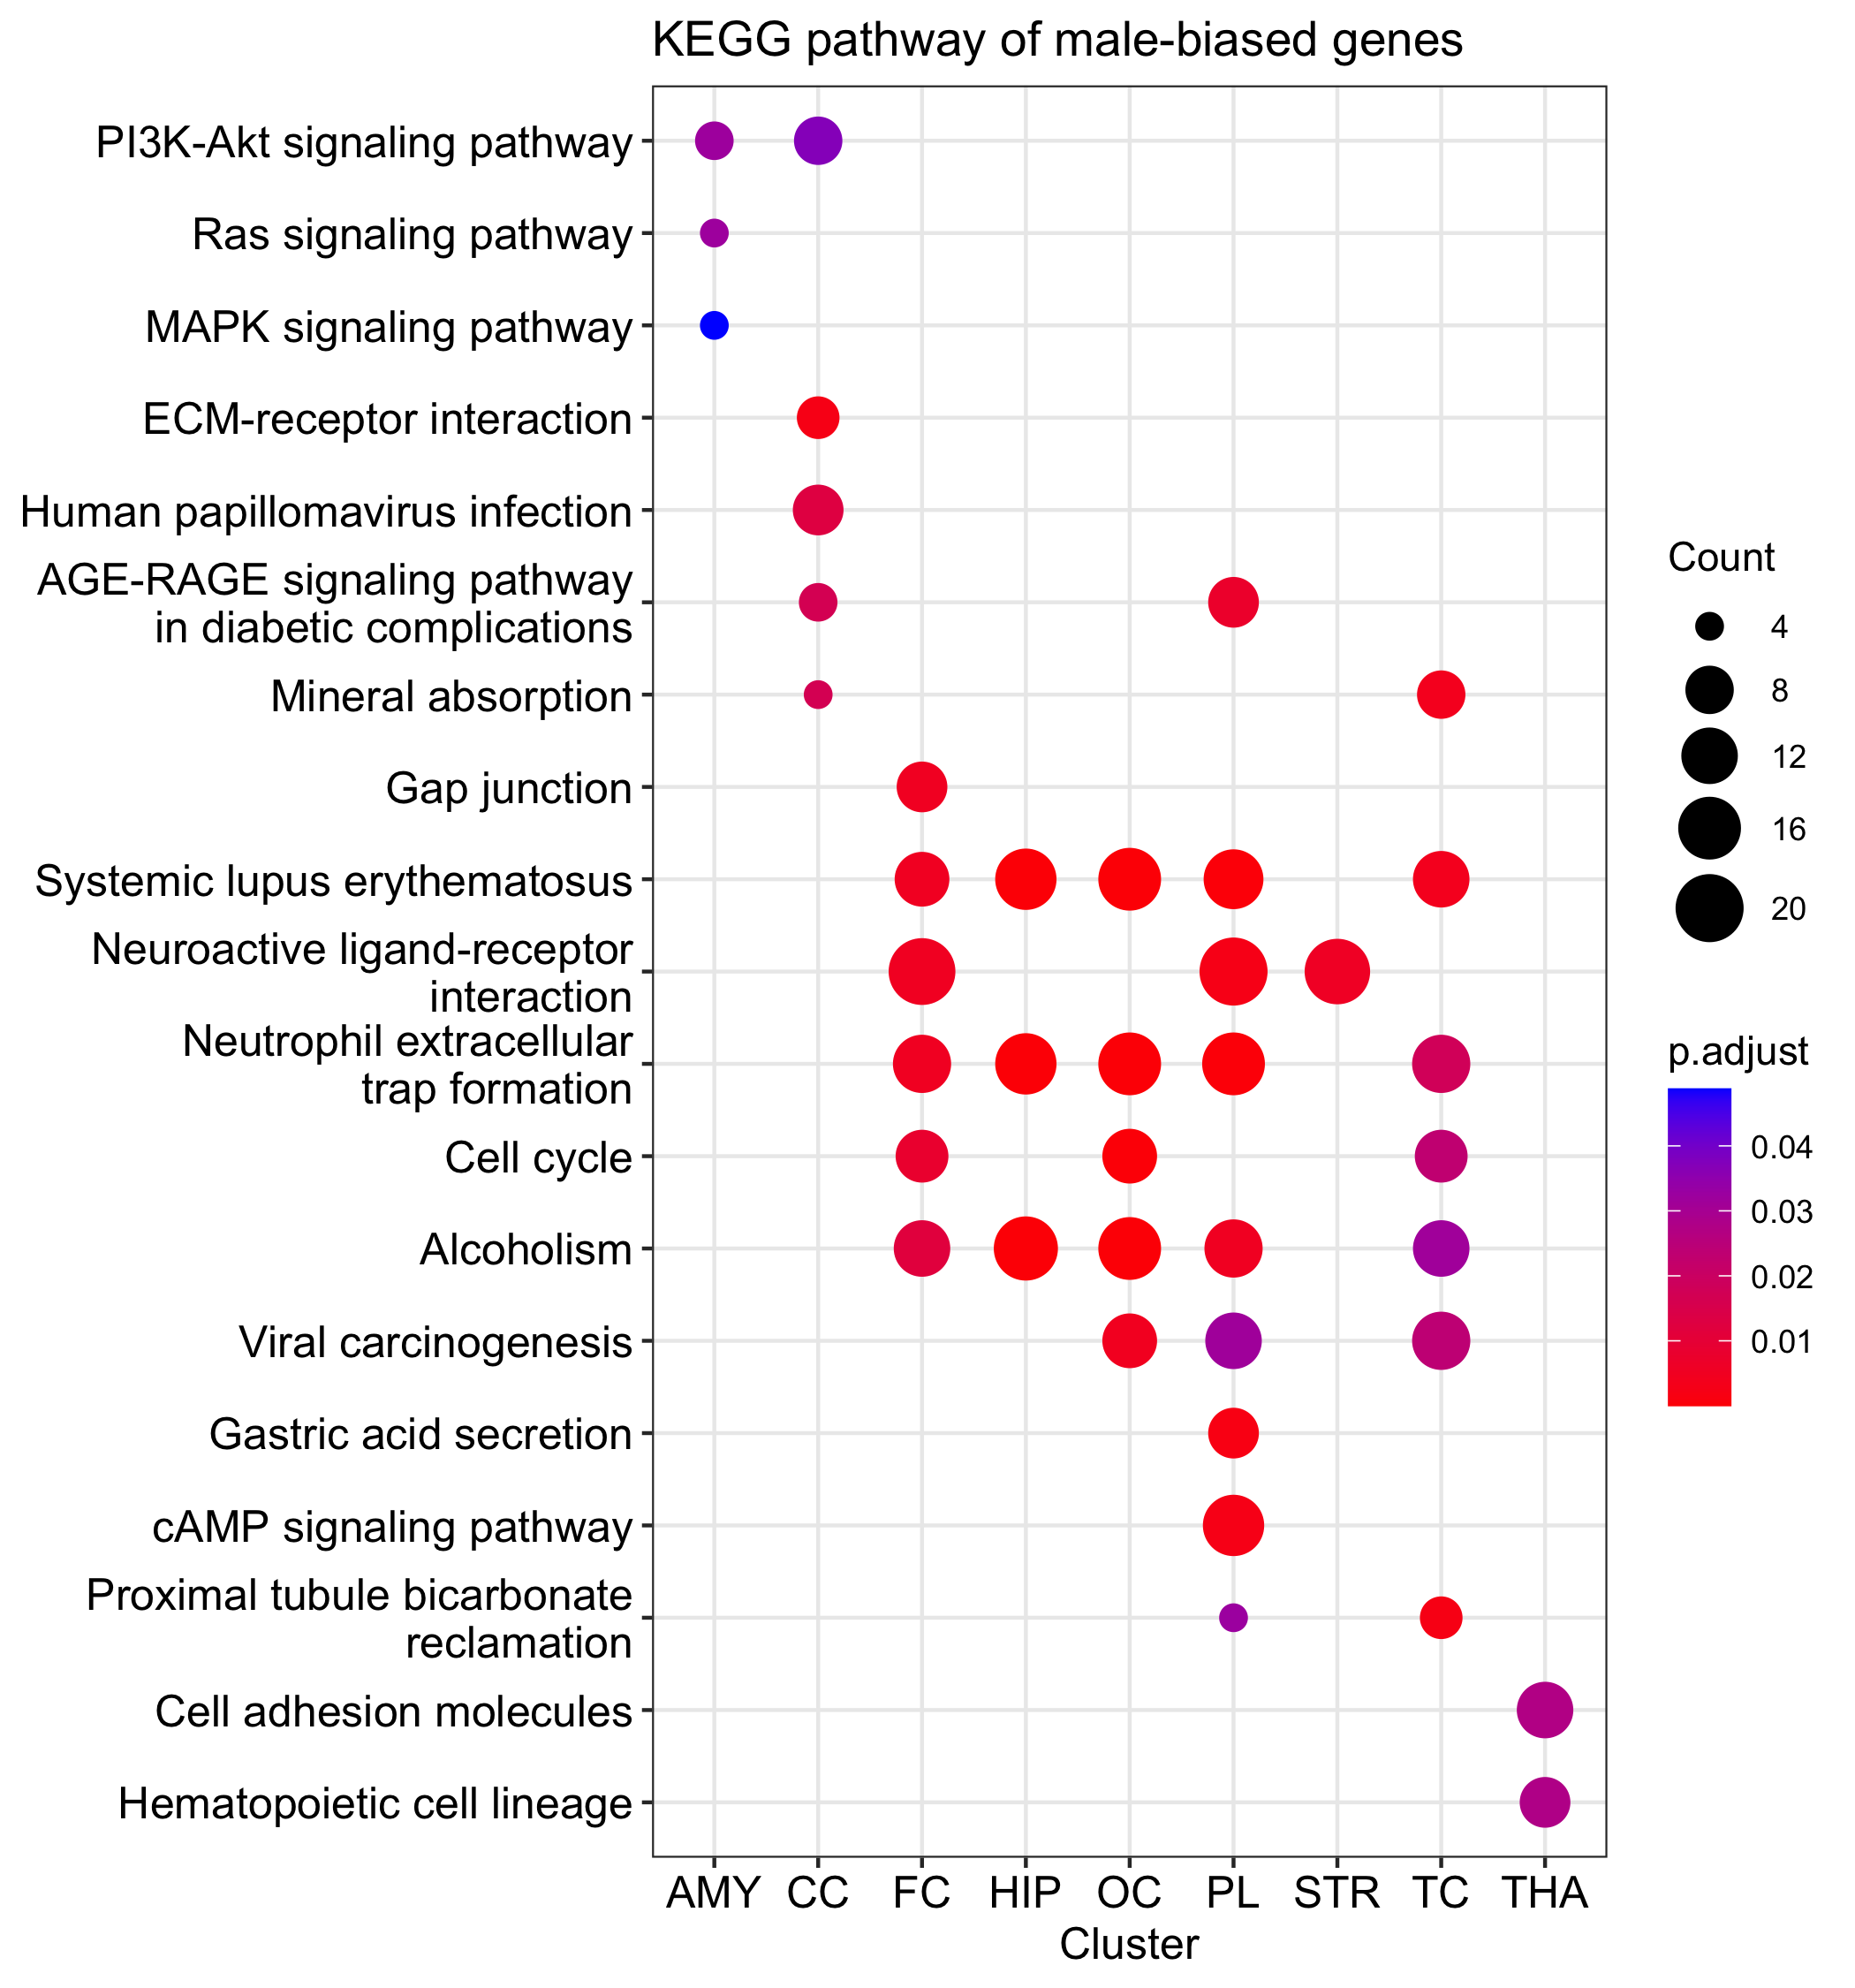 KEGG pathway of male-biased genes
PI3K-Akt signaling pathway
Ras signaling pathway
MAPK signaling pathway
ECM-receptor interaction
Human papillomavirus infection
AGE-RAGE signaling pathway
in diabetic complications
Mineral absorption
Gap junction
Systemic lupus erythematosus
Neuroactive ligand-receptor
interaction
Neutrophil extracellular
trap formation
Cell cycle
Alcoholism
Viral carcinogenesis
Gastric acid secretion
cAMP signaling pathway
Proximal tubule bicarbonate
reclamation
Cell adhesion molecules
Hematopoietic cell lineage
AMY CC FC HIP OC PL STR TC THA
Cluster
Count
4
8
12
16
20
p.adjust
0.04
0.03
0.02
0.01